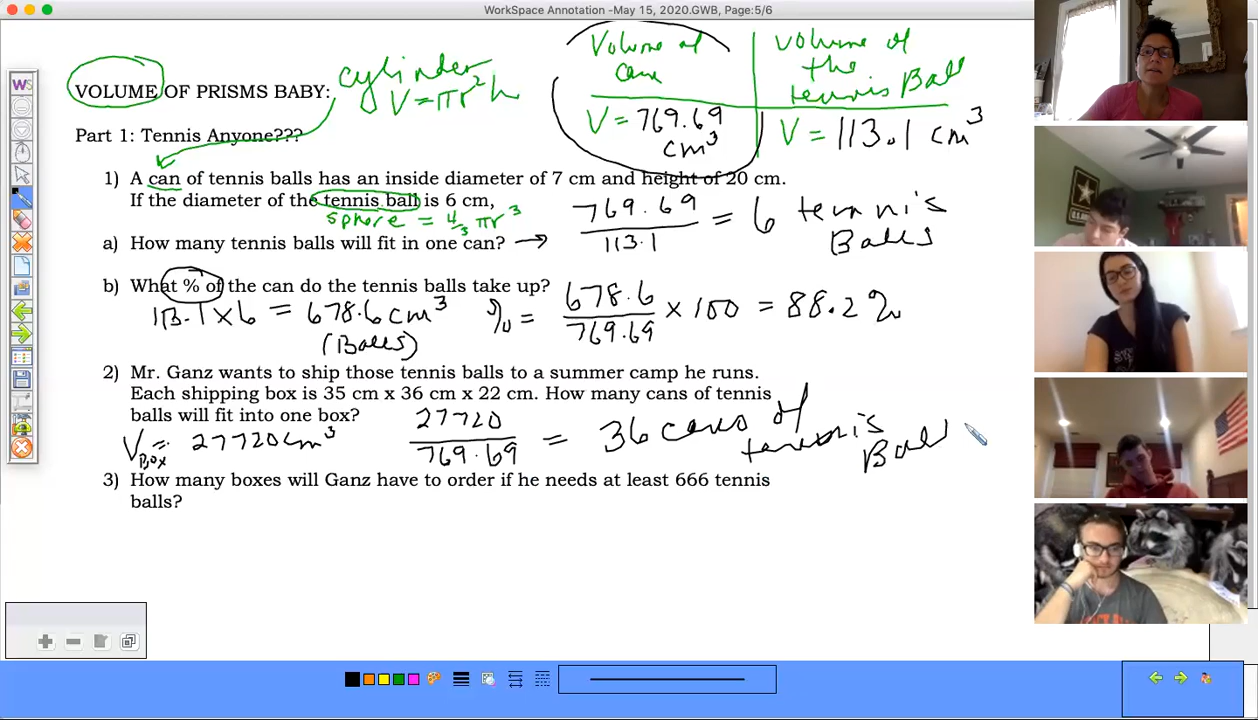 WorkSpace Annotation -May 15, 2020.GWB, Page:5/6
VOLUME OF PRISMS BABY:
cylinder
V = πr²h
Volume of
cane
V = 769.69
cm³
volume of
the
tennis Ball
V = 113.1 cm³
Part 1: Tennis Anyone???
1) A can of tennis balls has an inside diameter of 7 cm and height of 20 cm.
If the diameter of the tennis ball is 6 cm,
sphere = 4/3 πr³
a) How many tennis balls will fit in one can? →
769.69 / 113.1 = 6 tennis
Balls
b) What % of the can do the tennis balls take up?
113.1 x 6 = 678.6 cm³
(Balls)
% = 678.6 / 769.69 x 100 = 88.2 %
2) Mr. Ganz wants to ship those tennis balls to a summer camp he runs.
Each shipping box is 35 cm x 36 cm x 22 cm. How many cans of tennis
balls will fit into one box?
V Box = 27720 cm³
27720 / 769.69 = 36 cans of
tennis
Ball
3) How many boxes will Ganz have to order if he needs at least 666 tennis
balls?